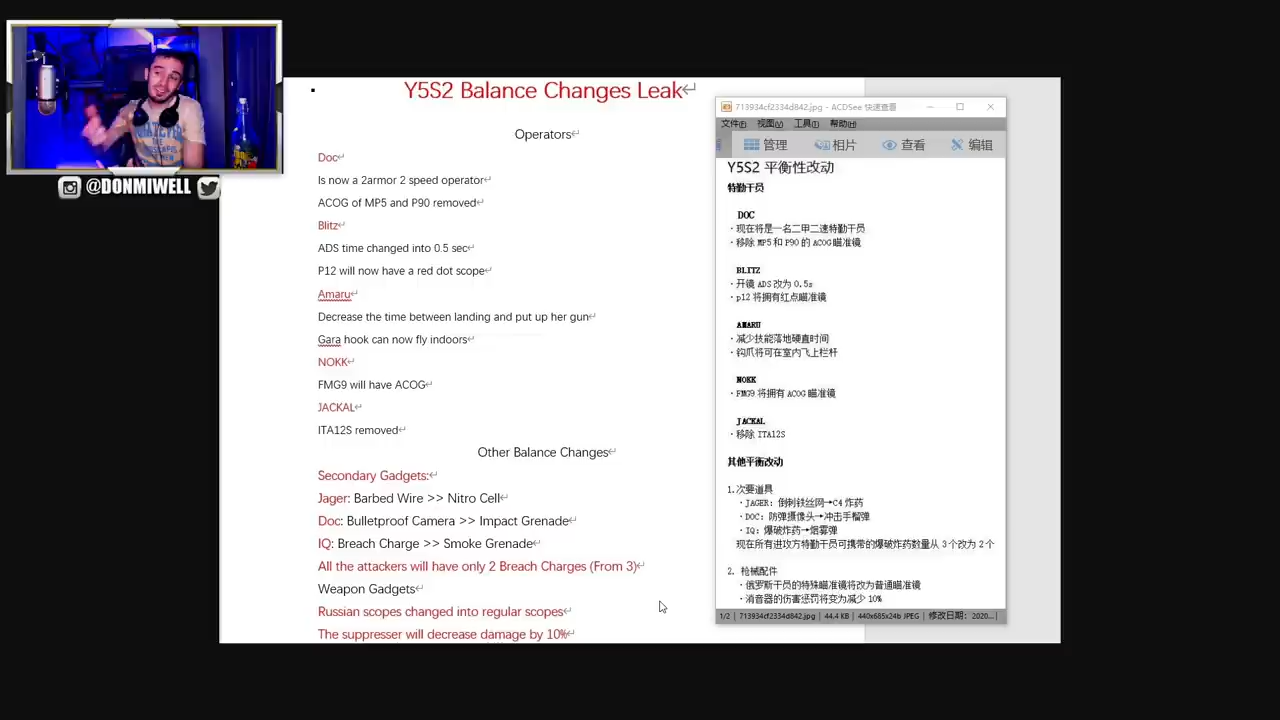 @DONMIWELL
Y5S2 Balance Changes Leak
Operators
Doc
Is now a 2armor 2 speed operator
ACOG of MP5 and P90 removed
Blitz
ADS time changed into 0.5 sec
P12 will now have a red dot scope
Amaru
Decrease the time between landing and put up her gun
Gara hook can now fly indoors
NOKK
FMG9 will have ACOG
JACKAL
ITA12S removed
Other Balance Changes
Secondary Gadgets:
Jager: Barbed Wire >> Nitro Cell
Doc: Bulletproof Camera >> Impact Grenade
IQ: Breach Charge >> Smoke Grenade
All the attackers will have only 2 Breach Charges (From 3)
Weapon Gadgets
Russian scopes changed into regular scopes
The suppresser will decrease damage by 10%
713934cf2334d842.jpg - ACDSee 快速查看
文件(F) 视图(V) 工具(T) 帮助(H)
管理 相片 查看 编辑
Y5S2 平衡性改动
特勤干员
DOC
·现在将是一名二甲二速特勤干员
·移除 MP5 和 P90 的 ACOG 瞄准镜
BLITZ
·开镜 ADS 改为 0.5s
·p12 将拥有红点瞄准镜
AMARU
·减少技能落地硬直时间
·钩爪将可在室内飞上栏杆
NOKK
·FMG9 将拥有 ACOG 瞄准镜
JACKAL
·移除 ITA12S
其他平衡改动
1.次要道具
·JAGER：倒刺铁丝网→C4 炸药
·DOC：防弹摄像头→冲击手榴弹
·IQ：爆破炸药→烟雾弹
现在所有进攻方特勤干员可携带的爆破炸药数量从 3 个改为 2 个
2. 枪械配件
·俄罗斯干员的特殊瞄准镜将改为普通瞄准镜
·消音器的伤害惩罚将变为减少 10%
1/2 | 713934cf2334d842.jpg | 44.4 KB | 440x685x24b JPEG | 修改日期：2020... |